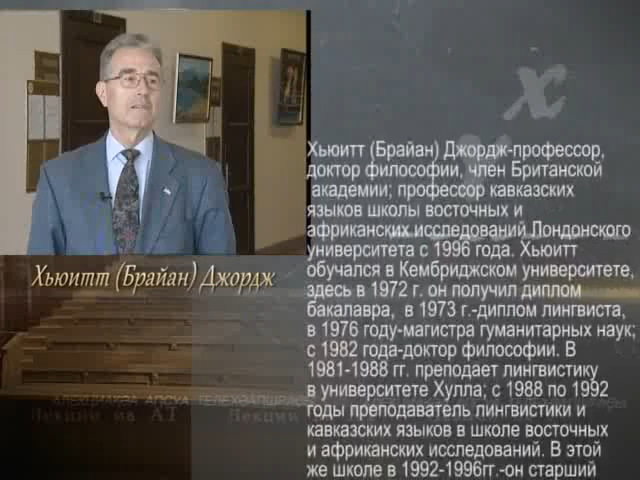 x
Хьюитт (Брайан) Джордж
Хьюитт (Брайан) Джордж-профессор,
доктор философии, член Британской
академии; профессор кавказских
языков школы восточных и
африканских исследований Лондонского
университета с 1996 года. Хьюитт
обучался в Кембриджском университете,
здесь в 1972 г. он получил диплом
бакалавра, в 1973 г.-диплом лингвиста,
в 1976 году-магистра гуманитарных наук;
с 1982 года-доктор философии. В
1981-1988 гг. преподает лингвистику
в университете Хулла; с 1988 по 1992
годы преподаватель лингвистики и
кавказских языков в школе восточных
и африканских исследований. В этой
же школе в 1992-1996гг.-он старший
Лекции на АТ Лекции